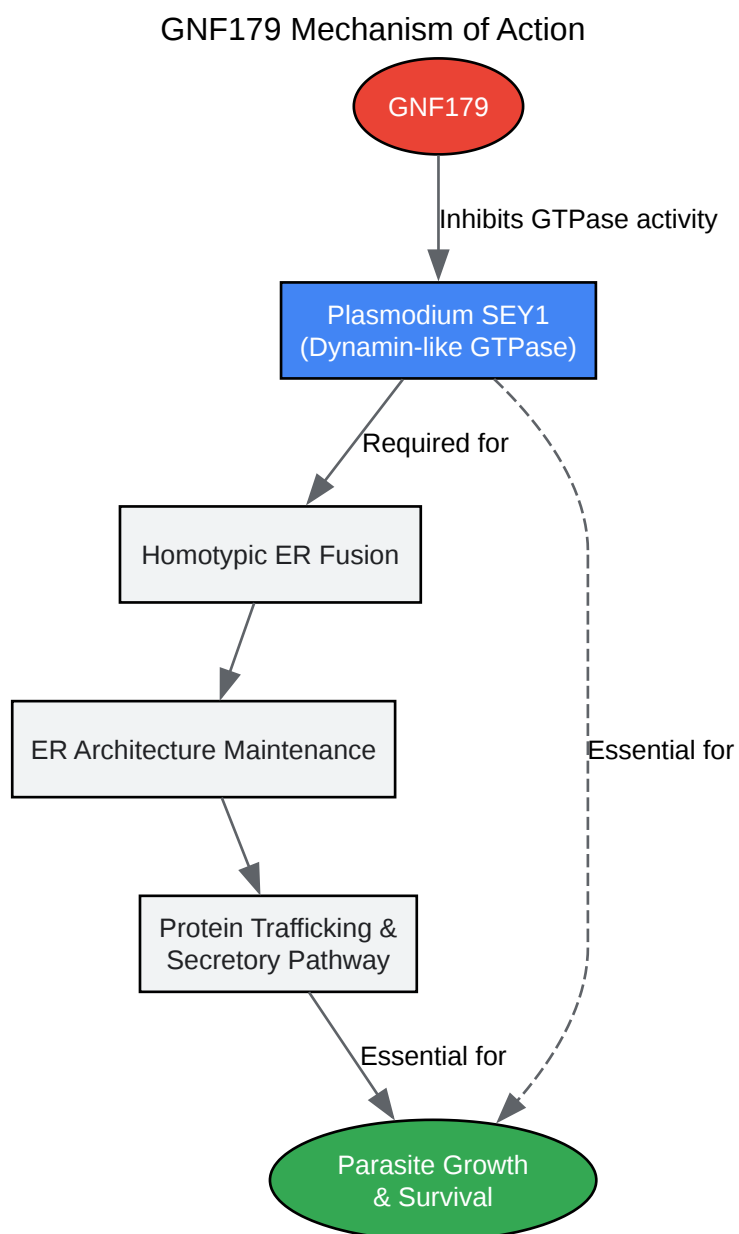 GNF179 Mechanism of Action
GNF179
Inhibits GTPase activity
Plasmodium SEY1
(Dynamin-like GTPase)
Required for
Homotypic ER Fusion
ER Architecture Maintenance
Essential for
Protein Trafficking &
Secretory Pathway
Essential for
Parasite Growth
& Survival